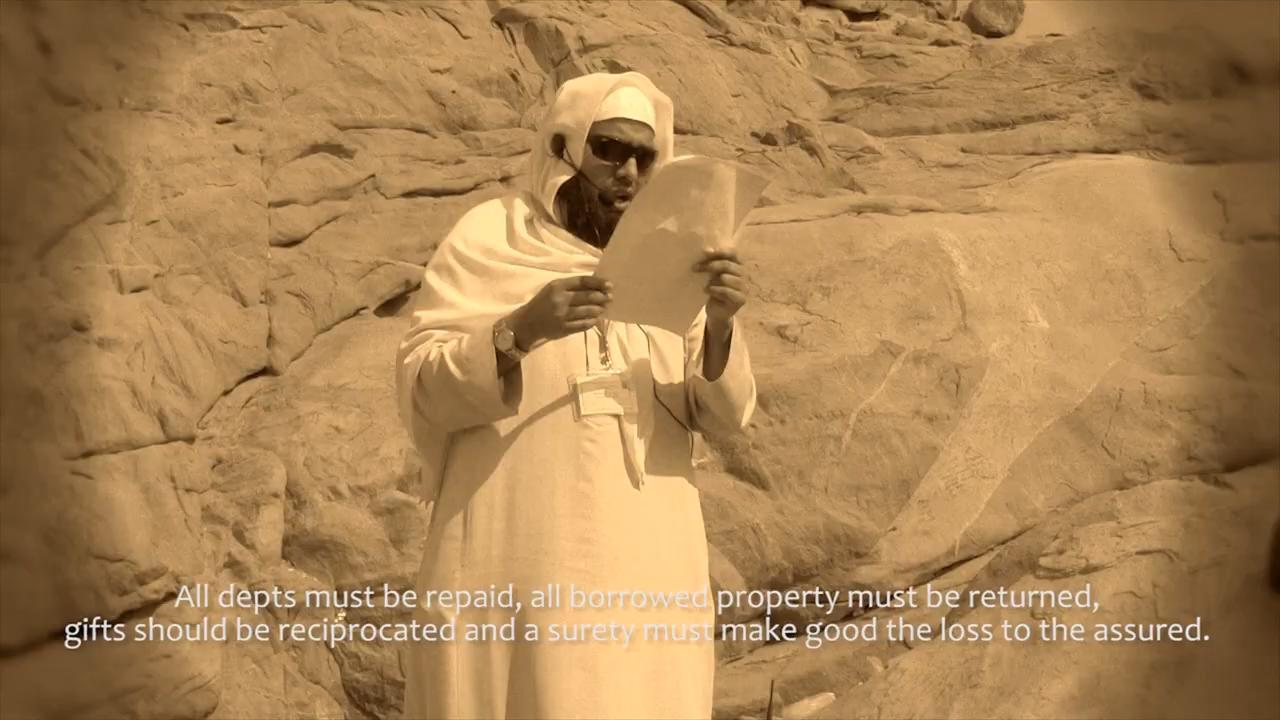 All depts must be repaid, all borrowed property must be returned,
gifts should be reciprocated and a surety must make good the loss to the assured.